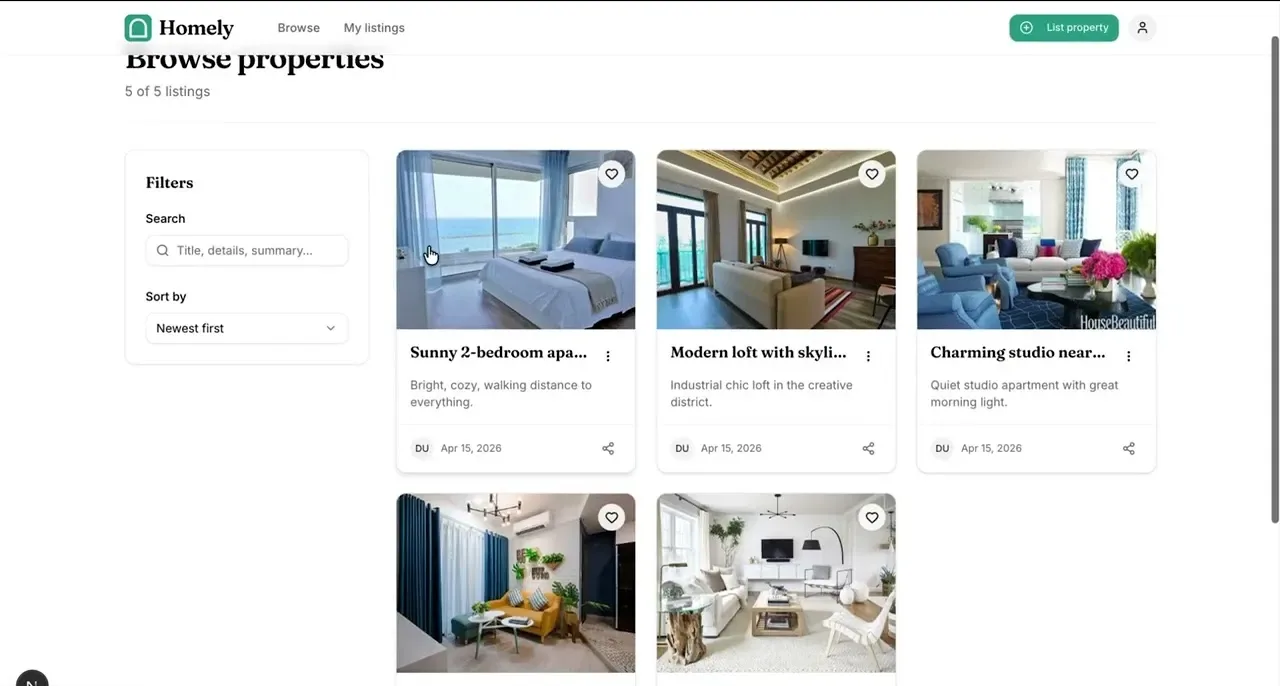 Homely
Browse
My listings
List property
Browse properties
5 of 5 listings
Filters
Search
Title, details, summary...
Sort by
Newest first
HouseBeautiful
Sunny 2-bedroom apa...
Bright, cozy, walking distance to
everything.
DU
Apr 15, 2026
Modern loft with skyli...
Industrial chic loft in the creative
district.
DU
Apr 15, 2026
Charming studio near...
Quiet studio apartment with great
morning light.
DU
Apr 15, 2026
N